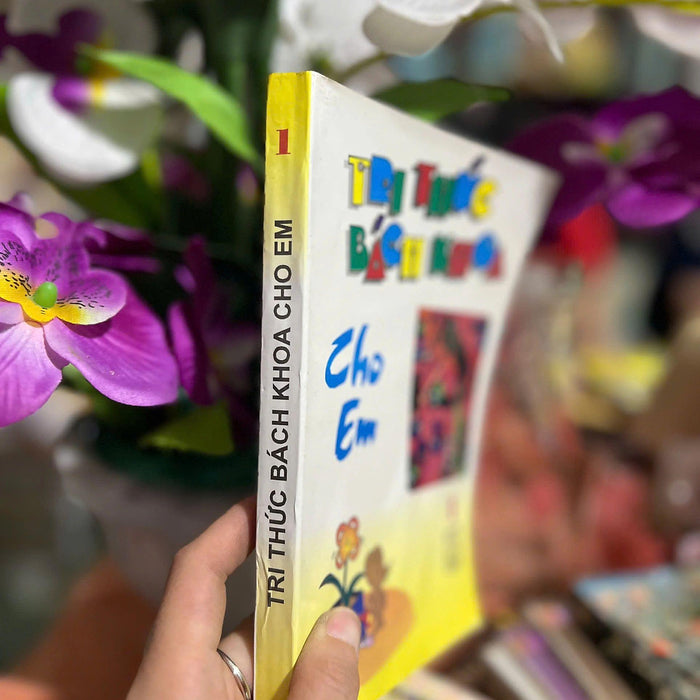 1
TRI THỨC BÁCH KHOA CHO EM
TRI THỨC
BÁCH KHOA
Cho
Em